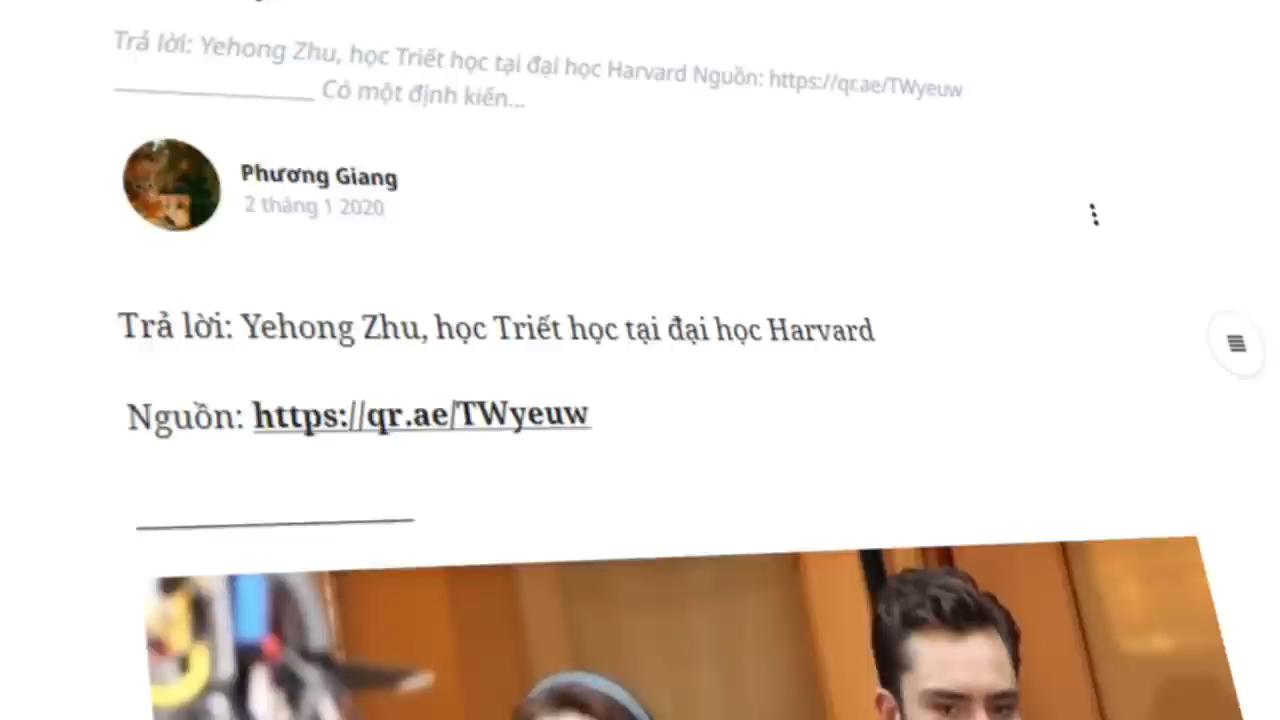 Trả lời: Yehong Zhu, học Triết học tại đại học Harvard Nguồn: https://qr.ae/TWyeuw
____________________ Có một định kiến...
Phương Giang
2 tháng 1 2020
Trả lời: Yehong Zhu, học Triết học tại đại học Harvard
Nguồn: https://qr.ae/TWyeuw